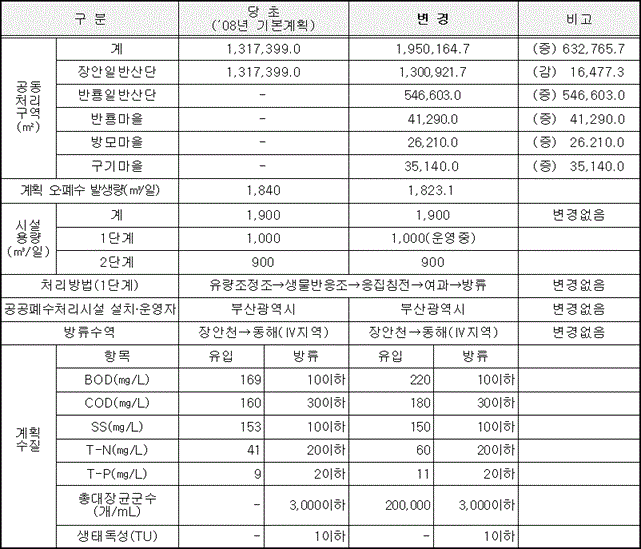 구 분 당 초 (´08년 기본계획) 변 경 비고
공동 처리 구역 (㎡) 계 1,317,399.0 1,950,164.7 (증) 632,765.7
장안일반산단 1,317,399.0 1,300,921.7 (감) 16,477.3
반룡일반산단 - 546,603.0 (증) 546,603.0
반룡마을 - 41,290.0 (증) 41,290.0
방모마을 - 26,210.0 (증) 26.210.0
구기마을 - 35,140.0 (증) 35,140.0
계획 오폐수 발생량(㎥/일) 1,840 1,823.1
시설 용량 (㎥/일) 계 1,900 1,900 변경없음
1단계 1,000 1,000(운영중)
2단계 900 900
처리방법(1단계) 유량조정조→생물반응조→응집침전→여과→방류 변경없음
공공폐수처리시설 설치·운영자 부산광역시 부산광역시 변경없음
방류수역 장안천→동해(Ⅳ지역) 장안천→동해(Ⅳ지역) 변경없음
계획 수질 항목 유입 방류 유입 방류
BOD(㎎/L) 169 10이하 220 10이하
COD(㎎/L) 160 30이하 180 30이하
SS(㎎/L) 153 10이하 150 10이하
T-N(㎎/L) 41 20이하 60 20이하
T-P(㎎/L) 9 2이하 11 2이하
총대장균군수 (개/mL) - 3,000이하 200,000 3,000이하
생태독성(TU) - 1이하 - 1이하